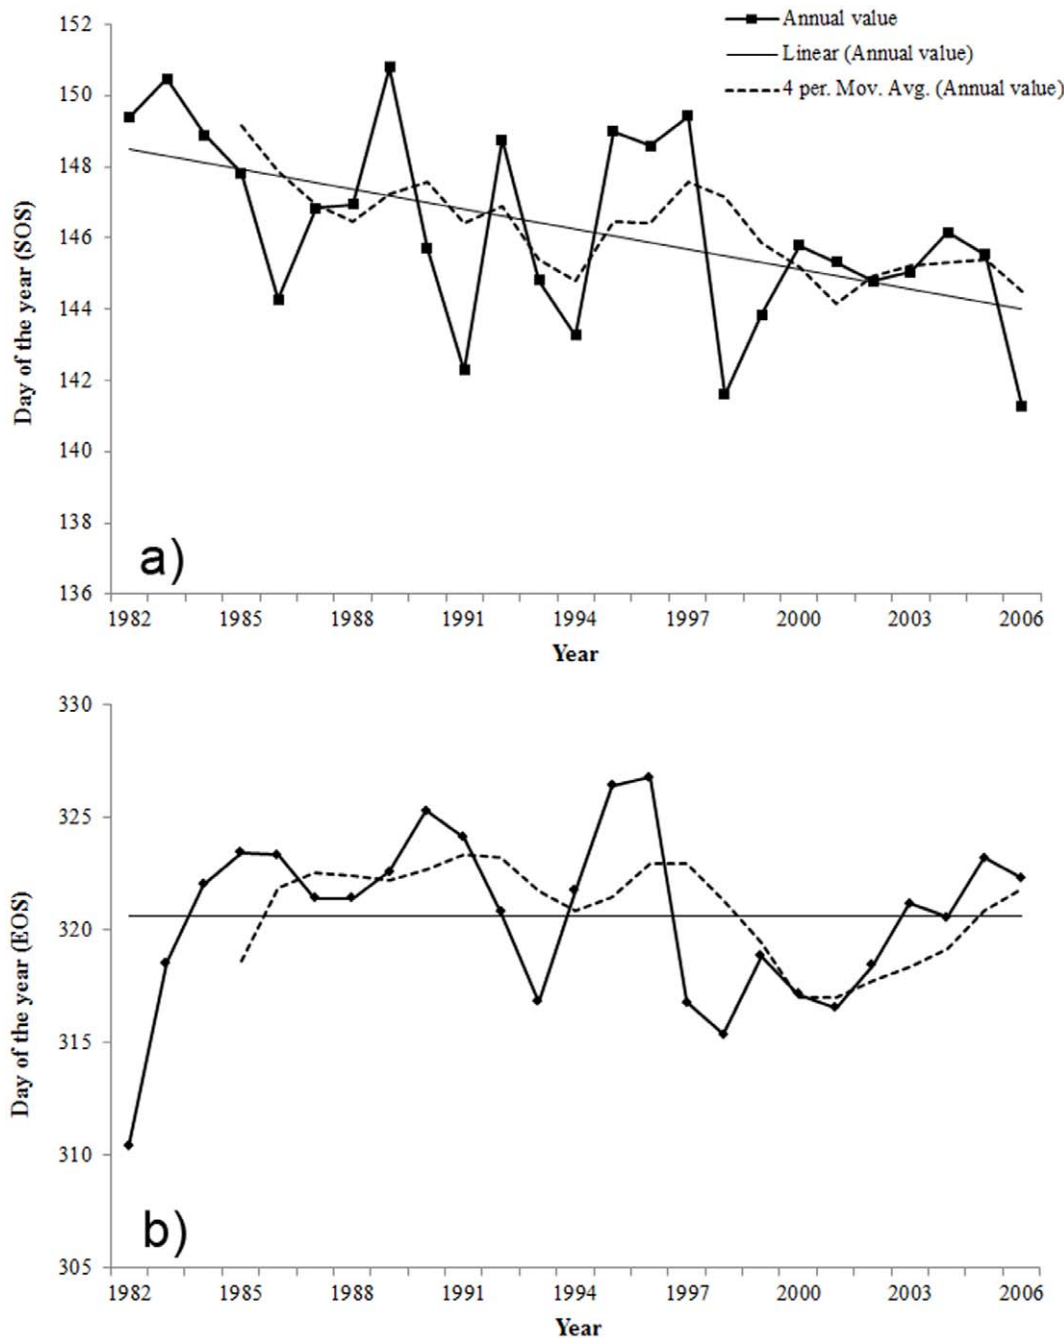 Annual value
Linear (Annual value)
4 per. Mov. Avg. (Annual value)
152
150
148
146
144
142
140
138
136
Day of the year (SOS)
a)
1982 1985 1988 1991 1994 1997 2000 2003 2006
Year
330
325
320
315
310
305
Day of the year (EOS)
b)
1982 1985 1988 1991 1994 1997 2000 2003 2006
Year